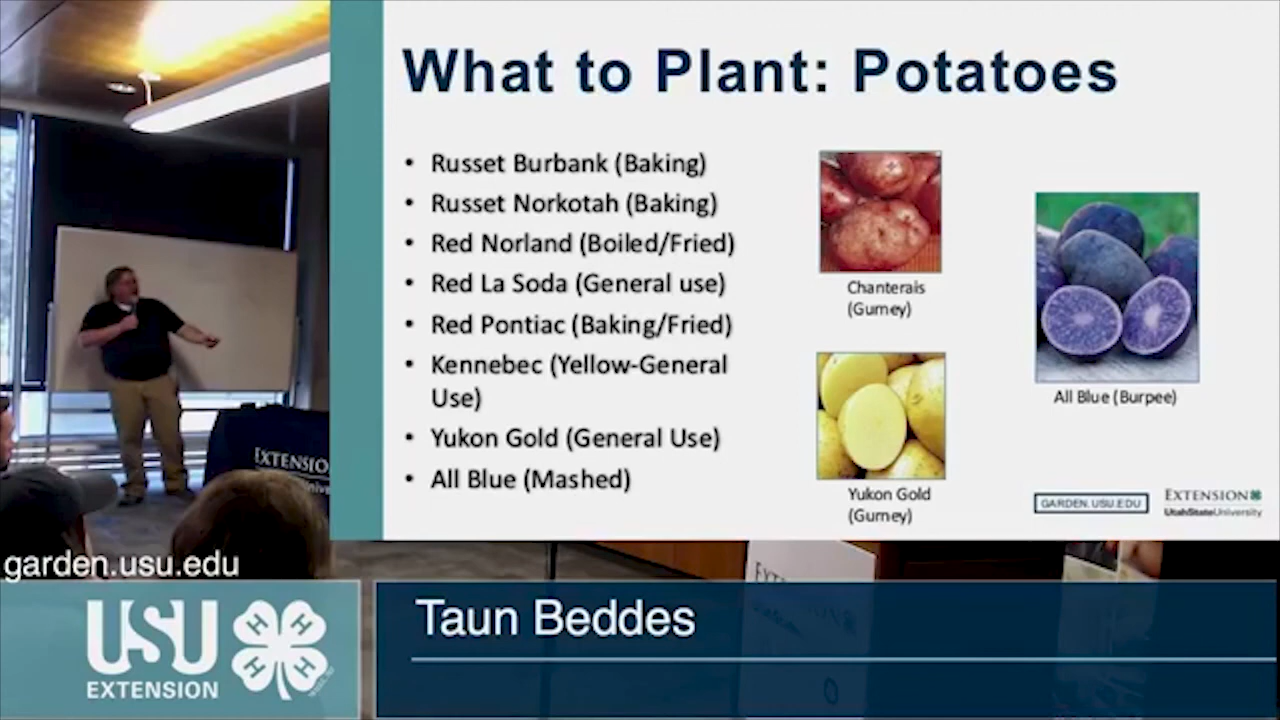 What to Plant: Potatoes
• Russet Burbank (Baking)
• Russet Norkotah (Baking)
• Red Norland (Boiled/Fried)
• Red La Soda (General use)
• Red Pontiac (Baking/Fried)
• Kennebec (Yellow-General
Use)
• Yukon Gold (General Use)
• All Blue (Mashed)
Chanterais
(Gurney)
Yukon Gold
(Gurney)
All Blue (Burpee)
GARDEN.USU.EDU
EXTENSION
UtahStateUniversity
EXTENSIO
garden.usu.edu
USU
EXTENSION
H H
H H
Taun Beddes